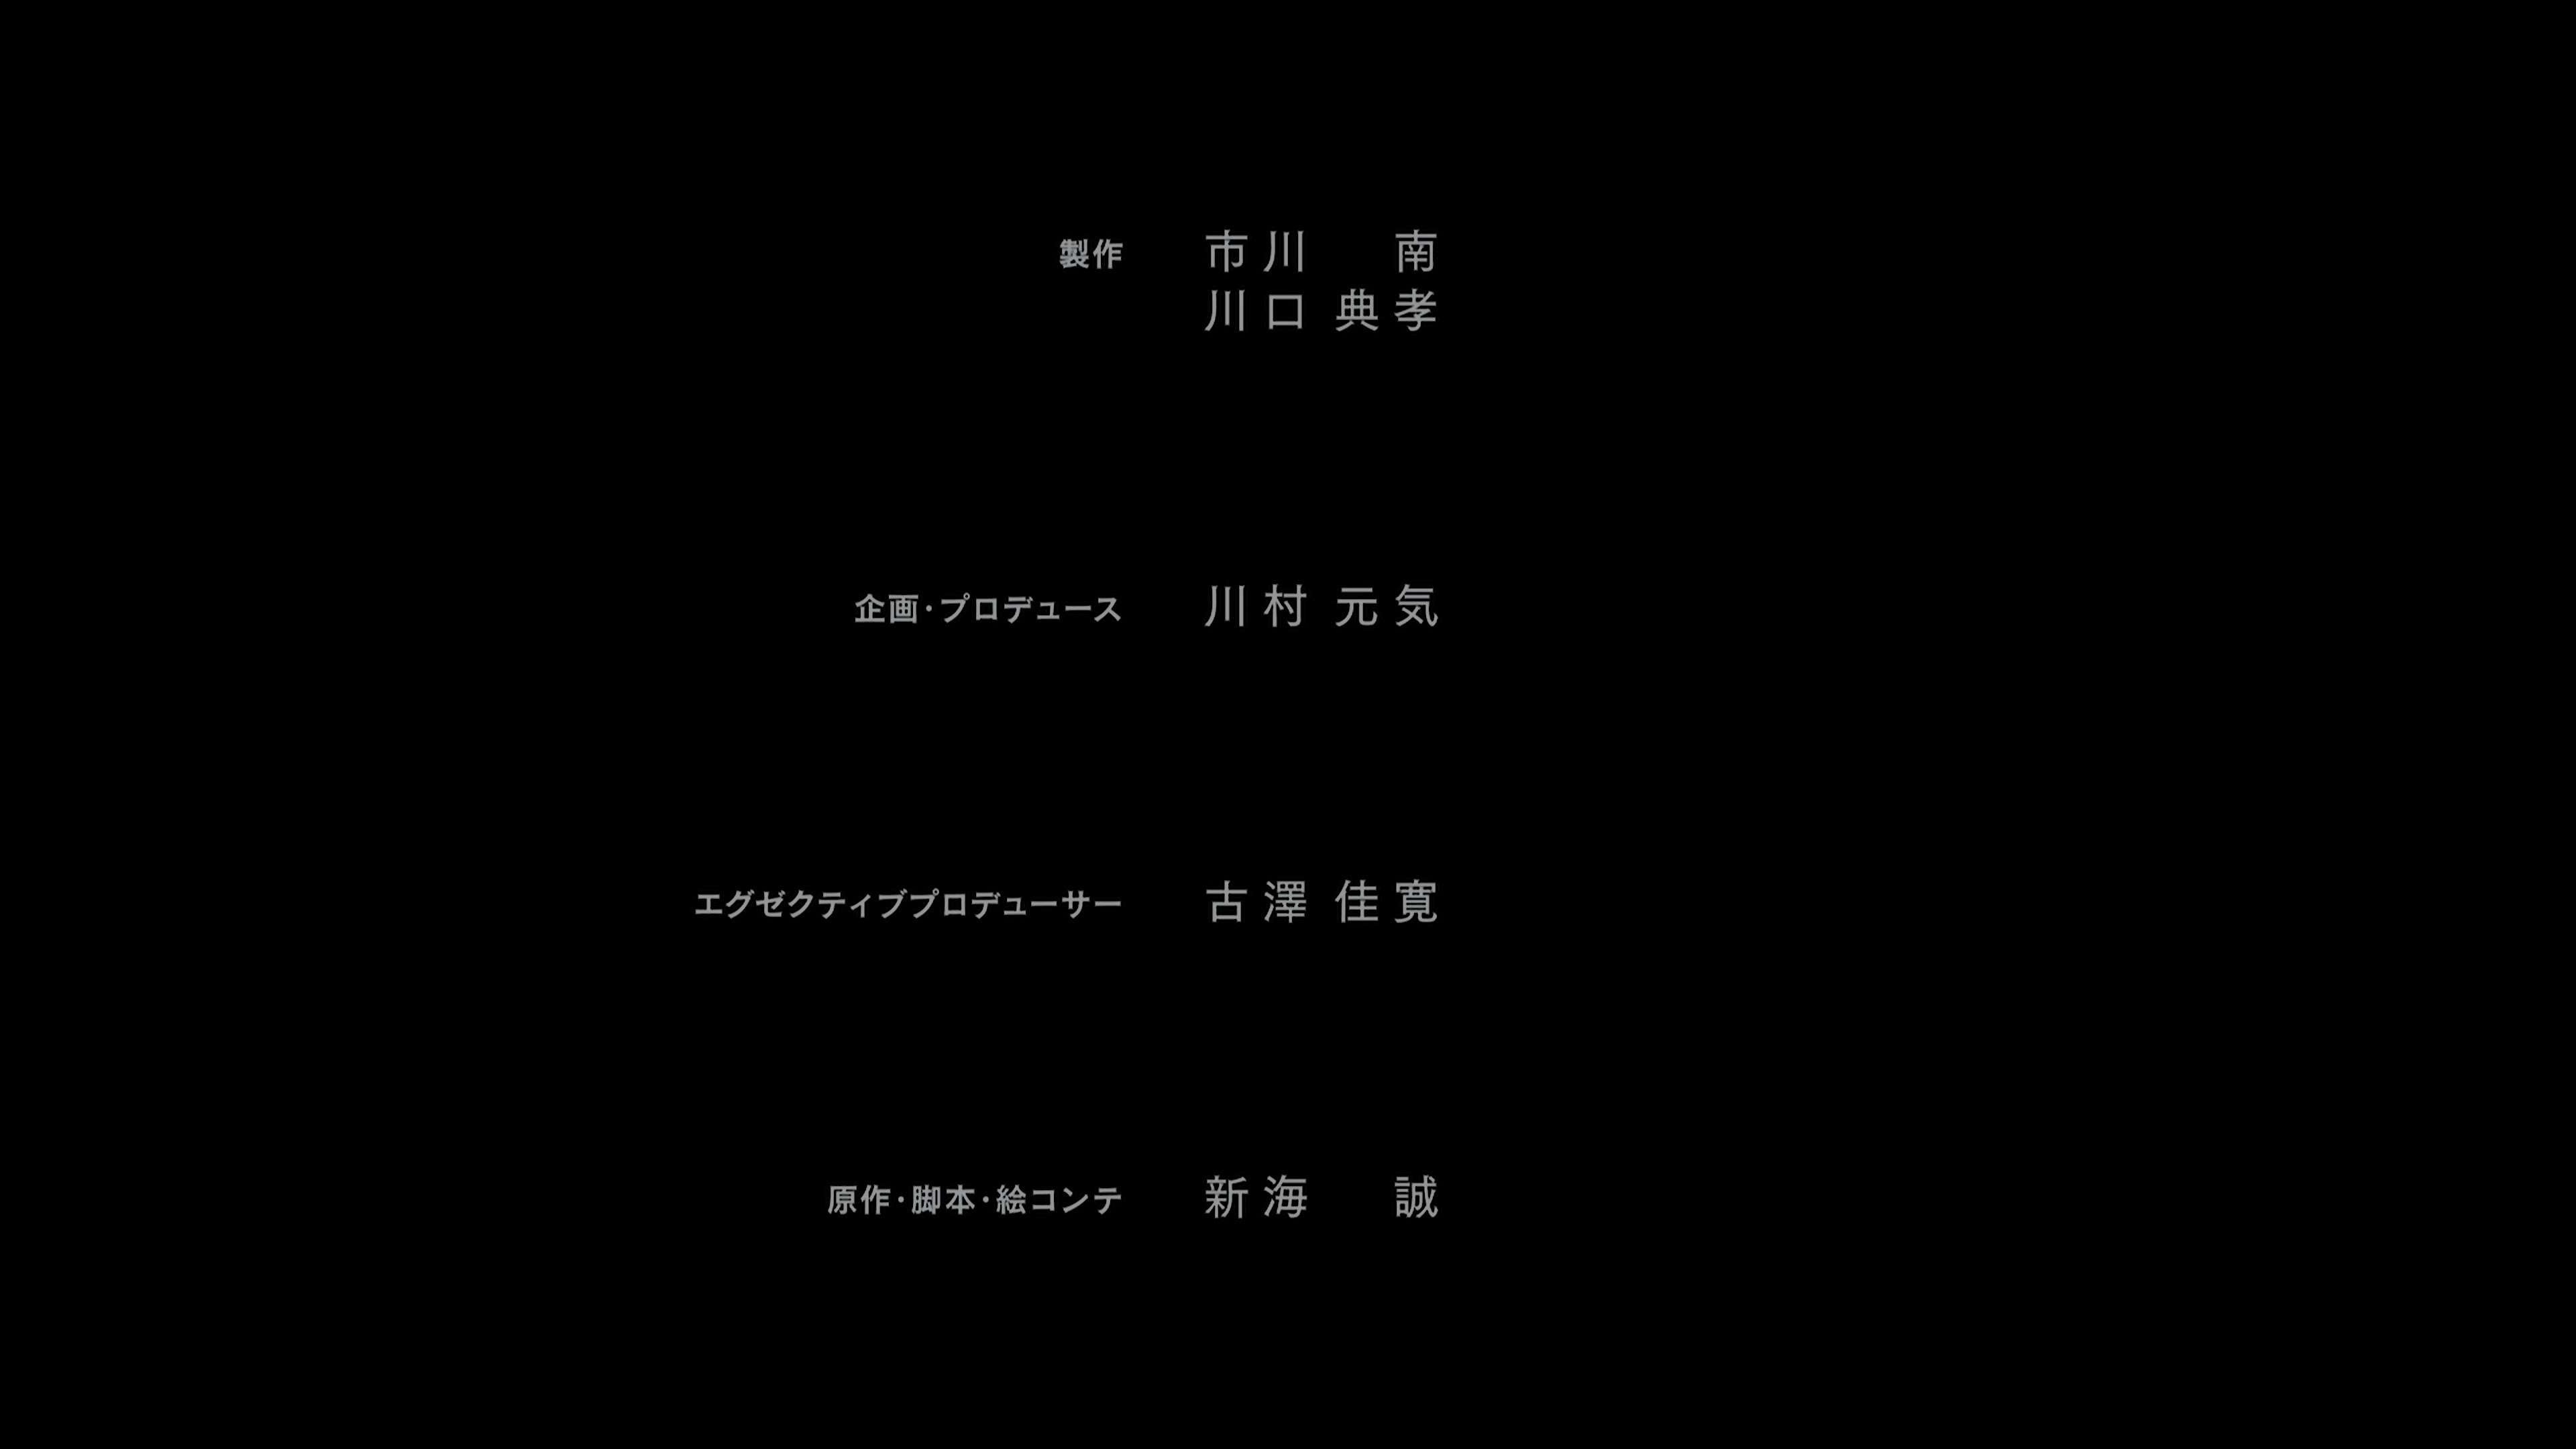 製作 市川 南
川口 典孝
企画・プロデュース 川村 元気
エグゼクティブプロデューサー 古澤 佳寛
原作・脚本・絵コンテ 新海 誠